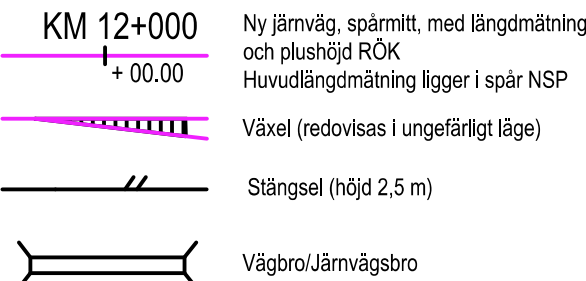 KM 12+000
+ 00.00
Ny järnväg, spårmitt, med längdmätning
och plushöjd RÖK
Huvudlängdmätning ligger i spår NSP
Växel (redovisas i ungefärligt läge)
Stängsel (höjd 2,5 m)
Vägbro/Järnvägsbro